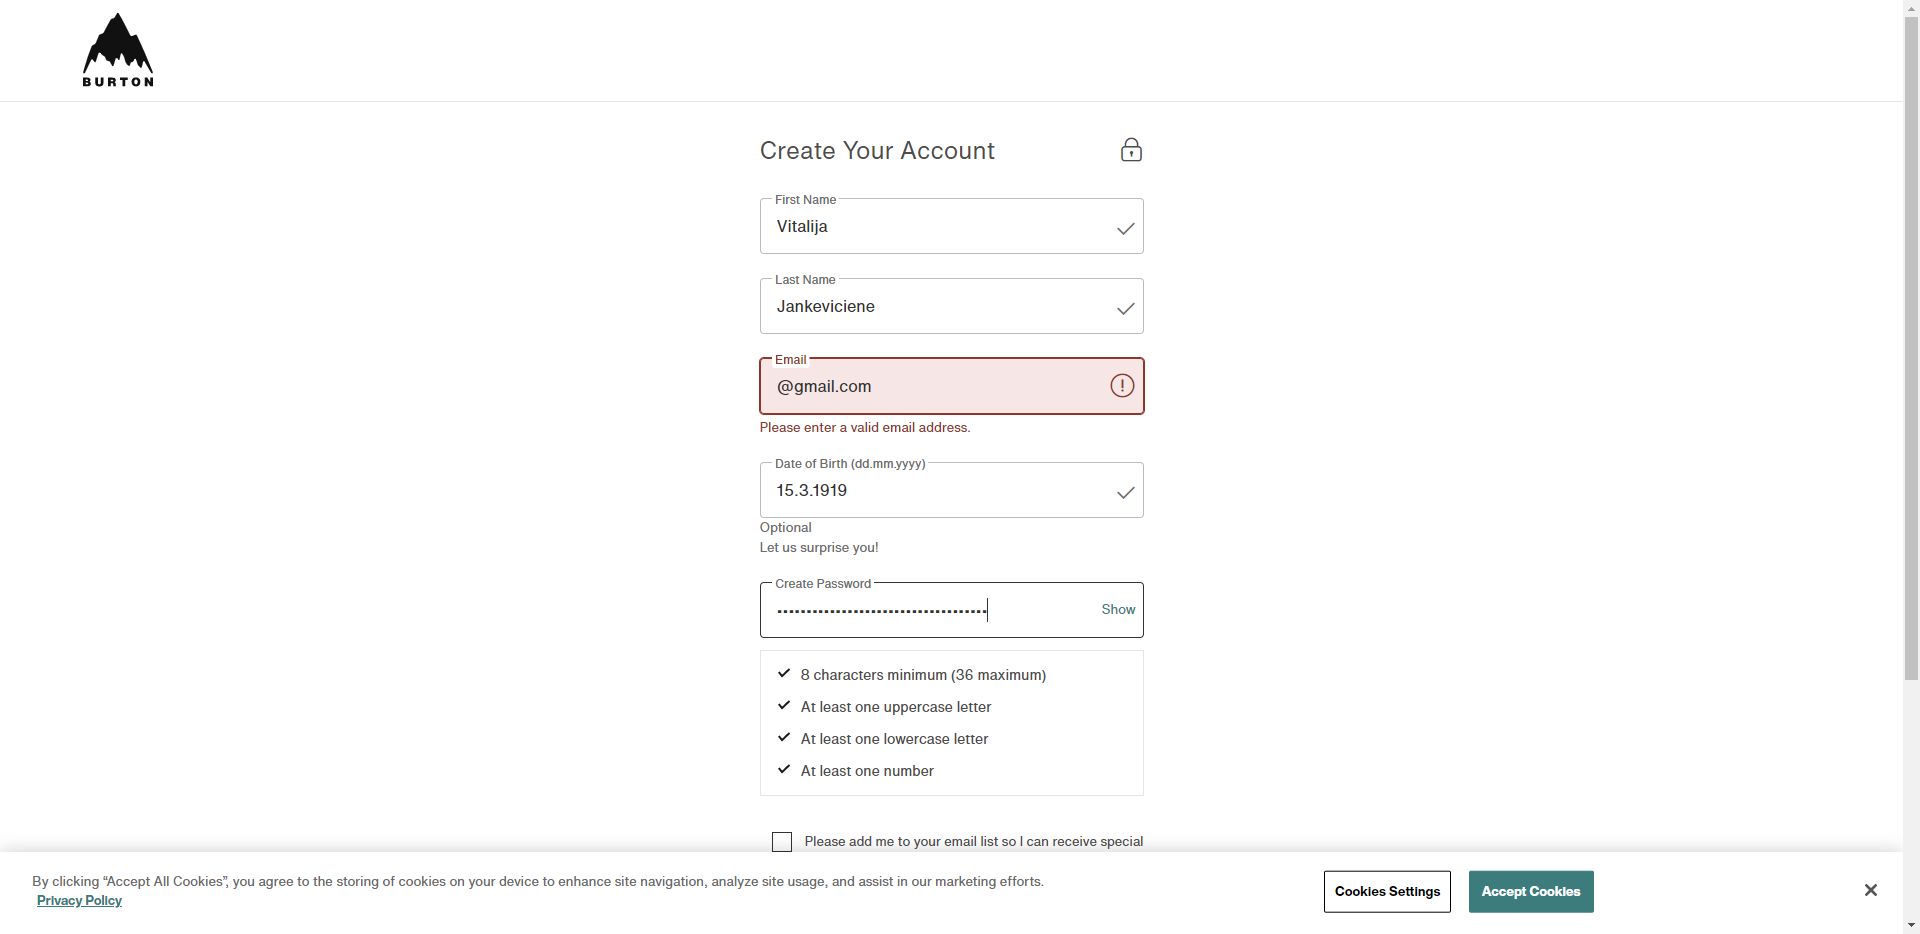 BURTON
Create Your Account
First Name
Vitalija
Last Name
Jankeviciene
Email
@gmail.com
Please enter a valid email address.
Date of Birth (dd.mm.yyyy)
15.3.1919
Optional
Let us surprise you!
Create Password
Show
8 characters minimum (36 maximum)
At least one uppercase letter
At least one lowercase letter
At least one number
Please add me to your email list so I can receive special
By clicking “Accept All Cookies”, you agree to the storing of cookies on your device to enhance site navigation, analyze site usage, and assist in our marketing efforts.
Privacy Policy
Cookies Settings
Accept Cookies